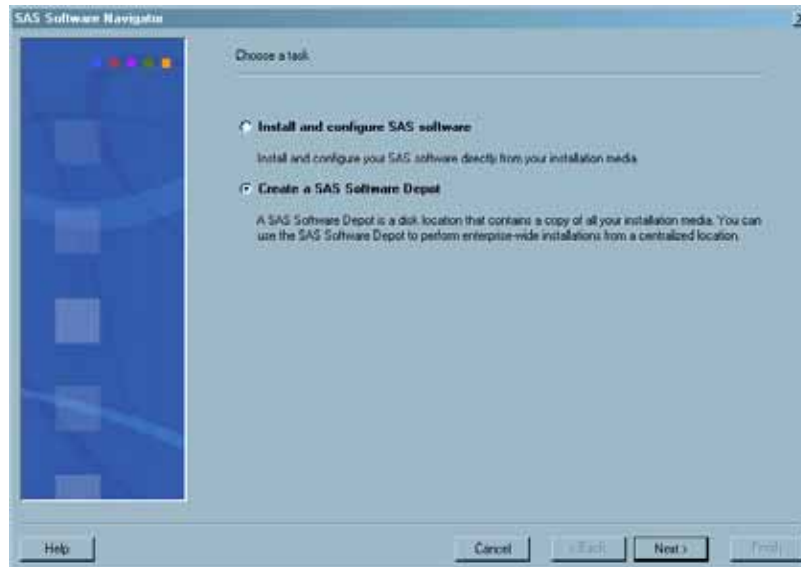 SAS Software Navigator
Choose a task
Install and configure SAS software
Install and configure your SAS software directly from your installation media.
Create a SAS Software Depot
A SAS Software Depot is a disk location that contains a copy of all your installation media. You can
use the SAS Software Depot to perform enterprise-wide installations from a centralized location.
Help
Cancel
< Back
Next >
Finish